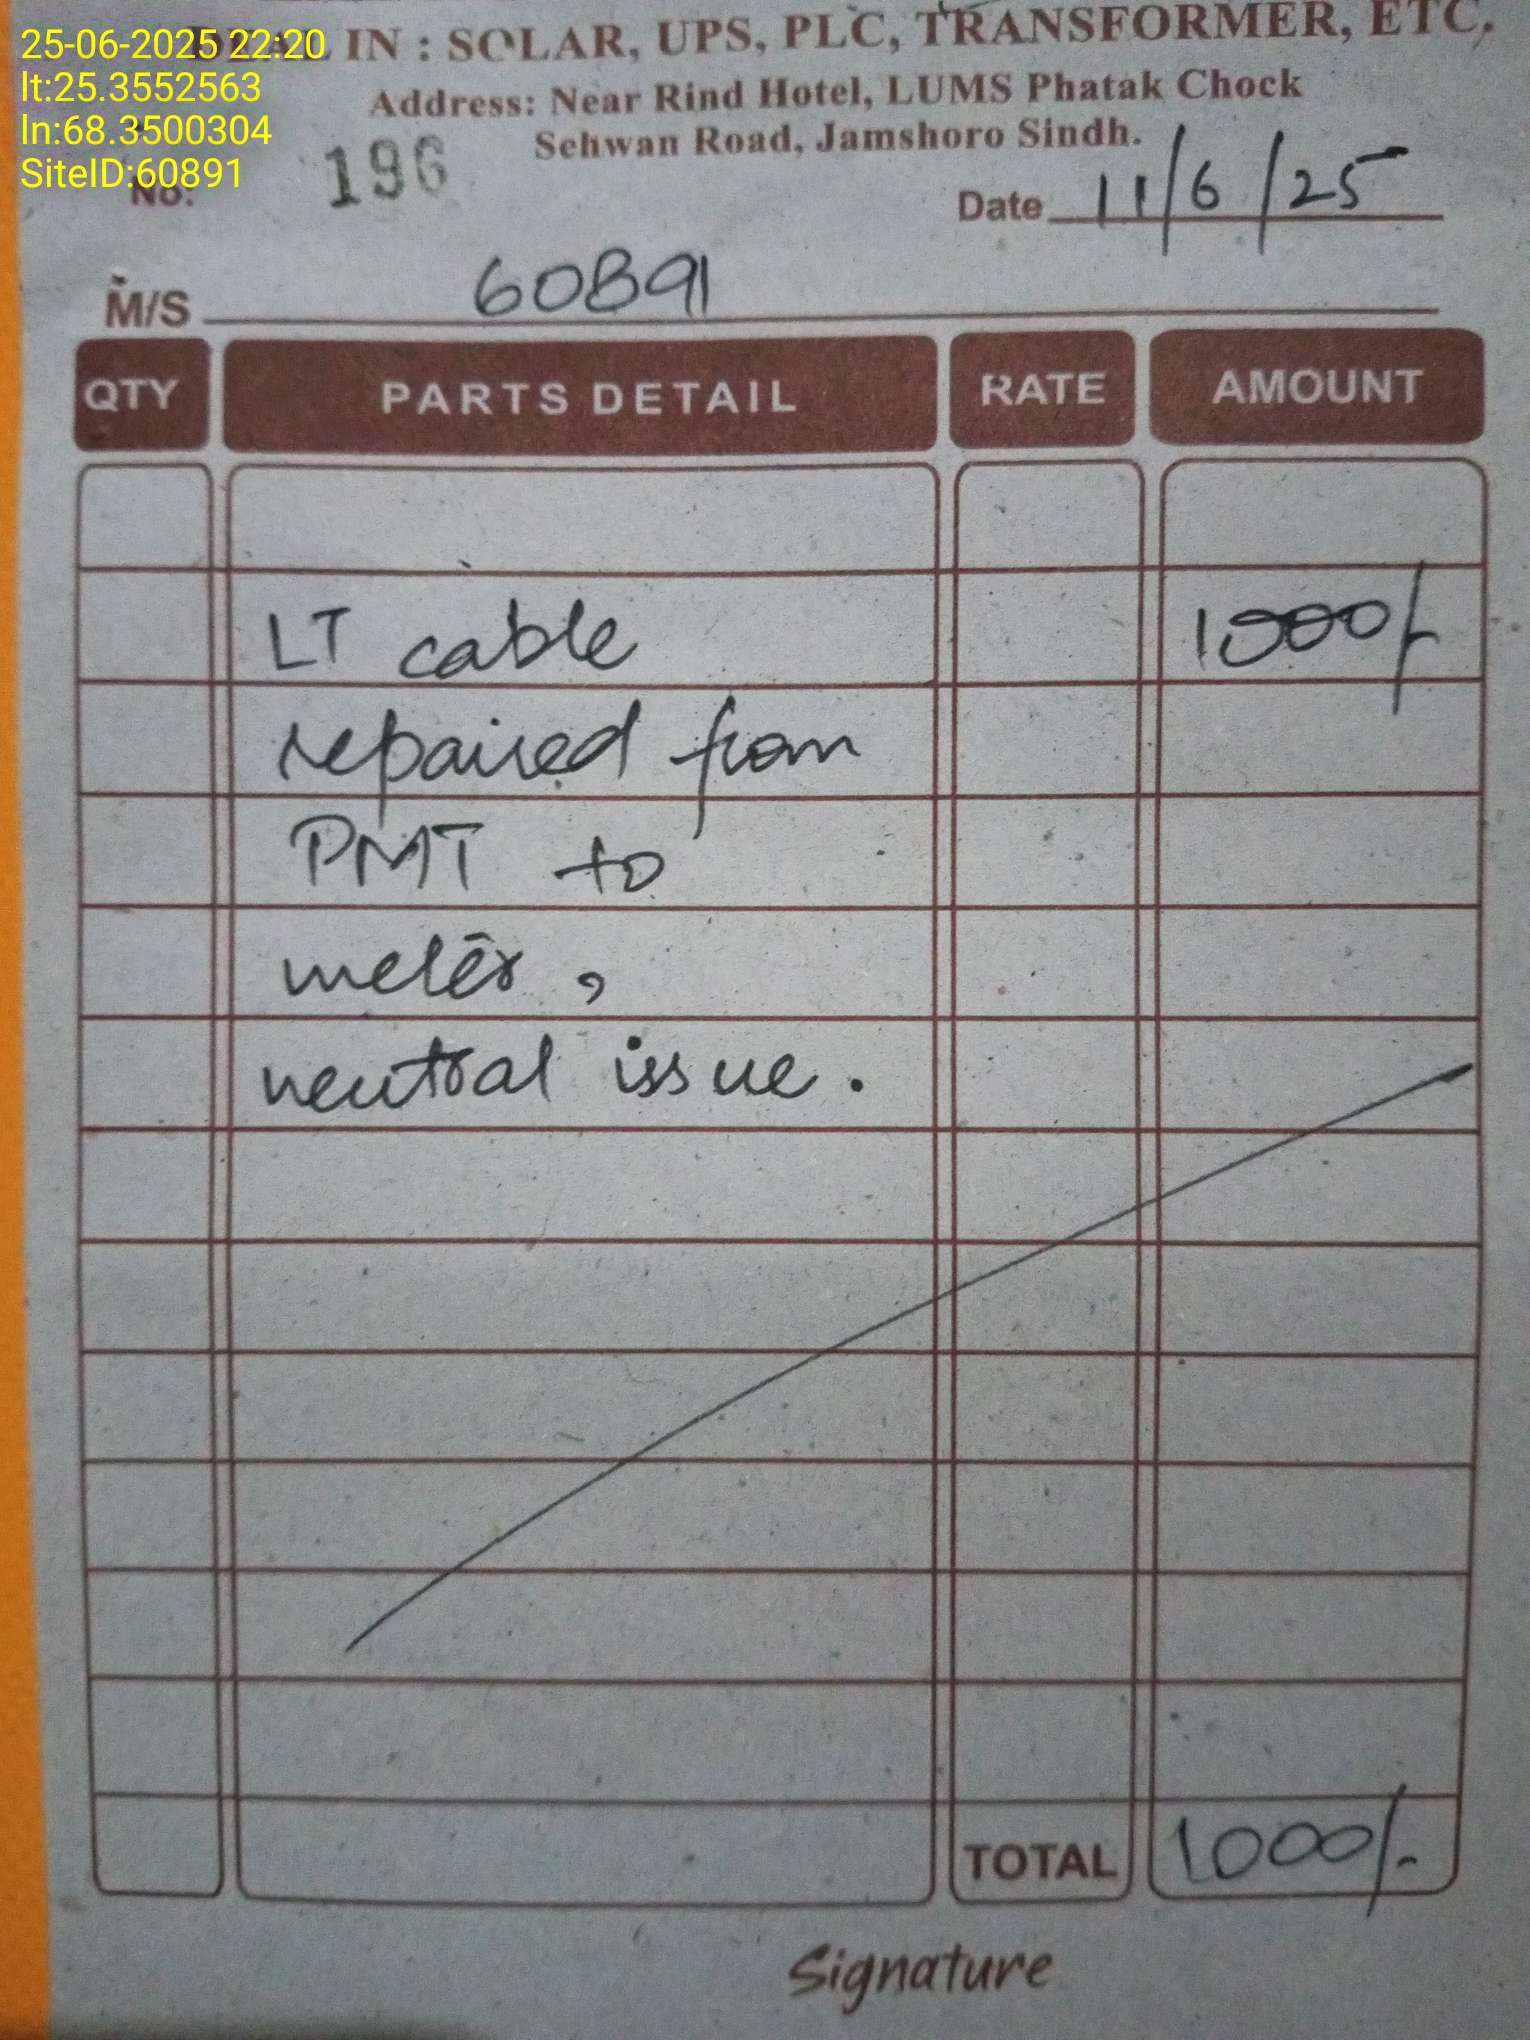 25-06-2025 22:20
IN : SOLAR, UPS, PLC, TRANSFORMER, ETC.
lt:25.3552563
Address: Near Rind Hotel, LUMS Phatak Chock
ln:68.3500304
Sehwan Road, Jamshoro Sindh.
SiteID:60891
No: 196
Date 11/6/25
M/S 60891
QTY PARTS DETAIL RATE AMOUNT
LT cable 1000/-
repaired from
PMT to
meter,
neutral issue.
TOTAL 1000/-
Signature